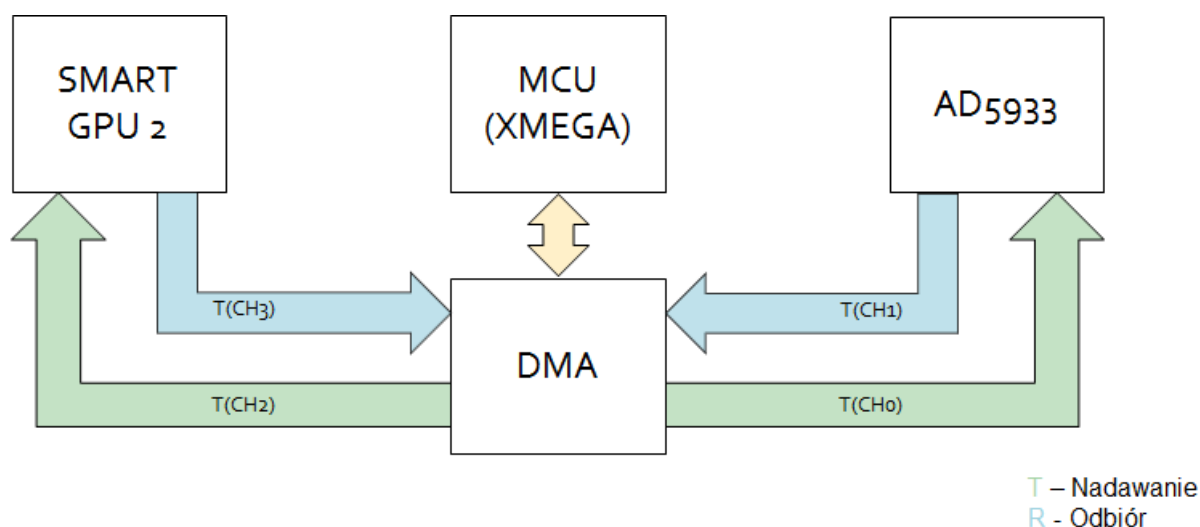 SMART
GPU 2
MCU
(XMEGA)
AD5933
T(CH3)
T(CH1)
DMA
T(CH2)
T(CH0)
T – Nadawanie
R - Odbiór